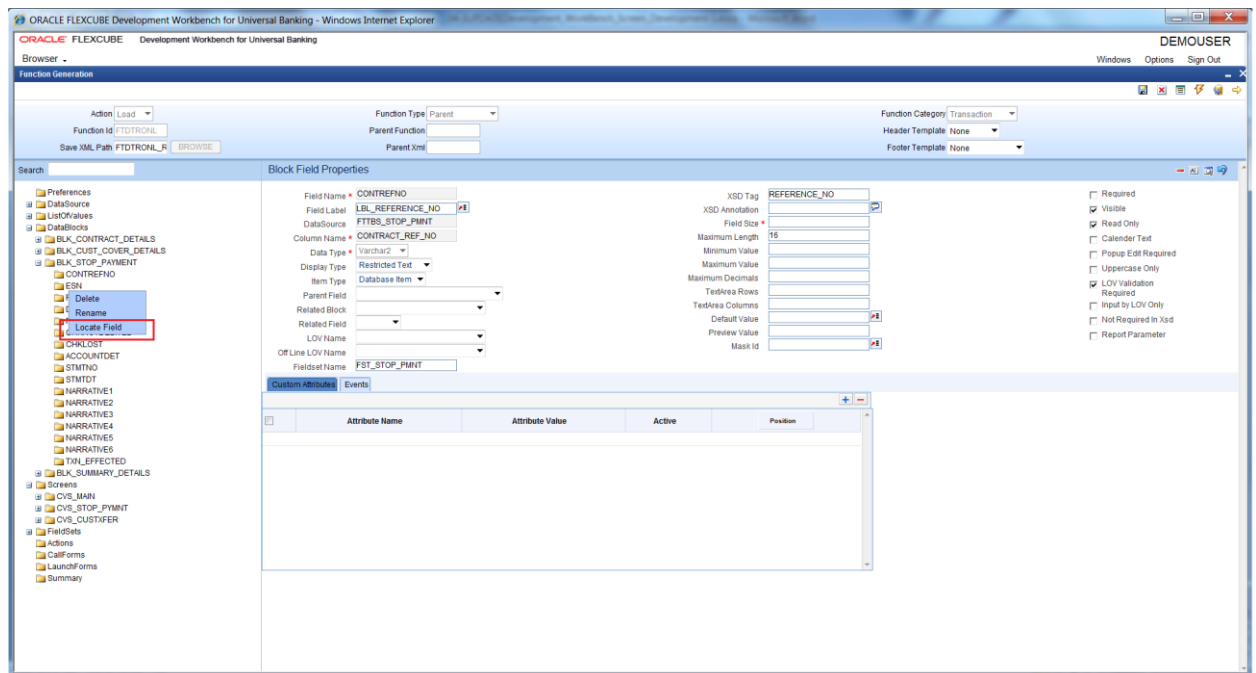 ORACLE FLEXCUBE Development Workbench for Universal Banking - Windows Internet Explorer
ORACLE FLEXCUBE Development Workbench for Universal Banking DEMOUSER
Browser Windows Options Sign Out
Function Generation
Action Load Function Type Parent Function Category Transaction
Function Id FTDTRONL Parent Function Header Template None
Save XML Path FTDTRONL_R BROWSE Parent Xml Footer Template None
Search
Preferences
DataSource
ListOfValues
DataBlocks
BLK_CONTRACT_DETAILS
BLK_CUST_COVER_DETAILS
BLK_STOP_PAYMENT
CONTREFNO
ESN
Delete
Rename
Locate Field
CHKLOST
ACCOUNTDET
STMTNO
STMTDT
NARRATIVE1
NARRATIVE2
NARRATIVE3
NARRATIVE4
NARRATIVE5
NARRATIVE6
TXN_EFFECTED
BLK_SUMMARY_DETAILS
Screens
CVS_MAIN
CVS_STOP_PYMNT
CVS_CUSTXFER
FieldSets
Actions
CallForms
LaunchForms
Summary
Block Field Properties
Field Name * CONTREFNO
Field Label LBL_REFERENCE_NO
DataSource FTTBS_STOP_PMNT
Column Name * CONTRACT_REF_NO
Data Type * Varchar2
Display Type Restricted Text
Item Type Database Item
Parent Field
Related Block
Related Field
LOV Name
Off Line LOV Name
Fieldset Name FST_STOP_PMNT
XSD Tag REFERENCE_NO
XSD Annotation
Field Size *
Maximum Length 16
Minimum Value
Maximum Value
Maximum Decimals
TextArea Rows
TextArea Columns
Default Value
Preview Value
Mask Id
Required
Visible
Read Only
Calender Text
Popup Edit Required
Uppercase Only
LOV Validation
Required
Input by LOV Only
Not Required In Xsd
Report Parameter
Custom Attributes Events
Attribute Name Attribute Value Active Position